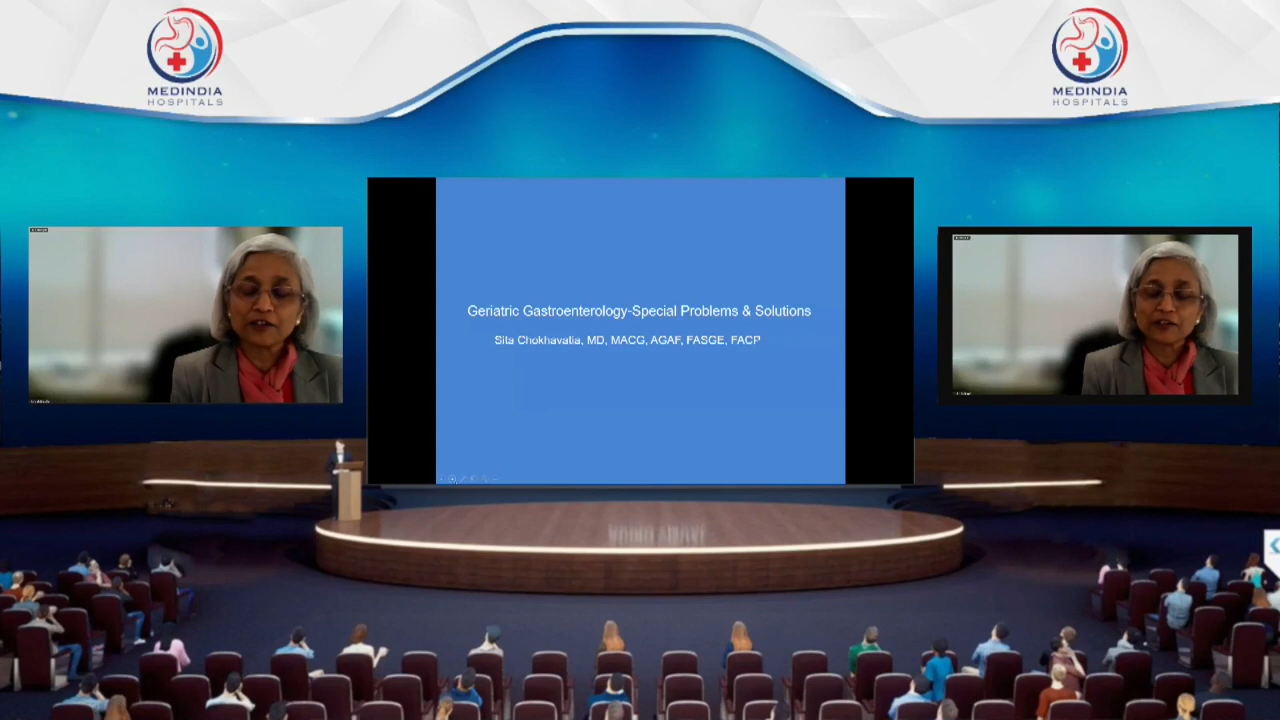 MEDINDIA
HOSPITALS
MEDINDIA
HOSPITALS
Geriatric Gastroenterology-Special Problems & Solutions
Sita Chokhavatia, MD, MACG, AGAF, FASGE, FACP